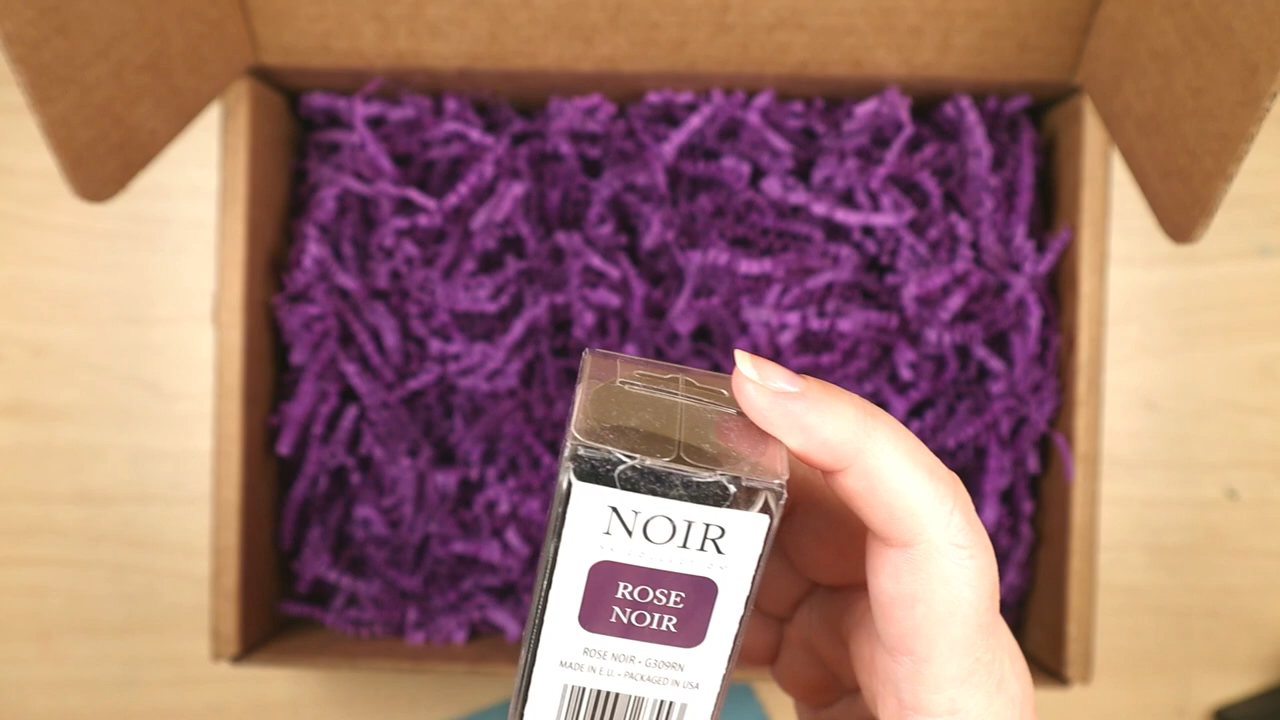 NOIR
ROSE
NOIR
ROSE NOIR • G309RN
MADE IN E.U. • PACKAGED IN USA